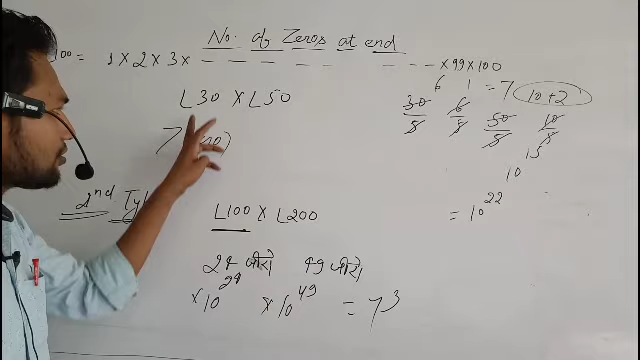 No. of Zeros at end
100 = 1 × 2 × 3 × — — — — — — × 99 × 100
L30 × L50
6 1 = 7 10+2
30/5 6/5 50/5 10/5
7
10^15
2nd
L100 × L200
= 10^22
24 जीरो 49 जीरो
×10^24 ×10^49 = 73